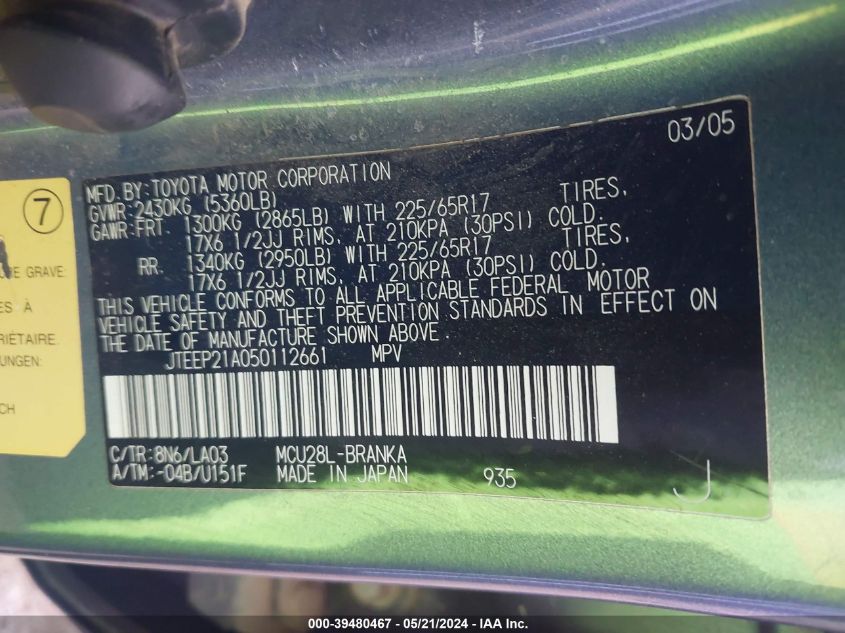 03/05
MFD. BY: TOYOTA MOTOR CORPORATION
GVWR: 2430KG (5360LB)
GAWR: FRT. 1300KG (2865LB) WITH 225/65R17 TIRES,
17X6 1/2JJ RIMS, AT 210KPA (30PSI) COLD.
RR. 1340KG (2950LB) WITH 225/65R17 TIRES,
17X6 1/2JJ RIMS, AT 210KPA (30PSI) COLD.
THIS VEHICLE CONFORMS TO ALL APPLICABLE FEDERAL MOTOR
VEHICLE SAFETY AND THEFT PREVENTION STANDARDS IN EFFECT ON
THE DATE OF MANUFACTURE SHOWN ABOVE.
JTEEP21A050112661 MPV
C/TR: 8N6/LA03 MCU28L-BRANKA
A/TM: -04B/U151F MADE IN JAPAN 935 J
7
GRAVE
ES À
RIÉTAIRE.
UNGEN:
CH
000-39480467 - 05/21/2024 - IAA Inc.